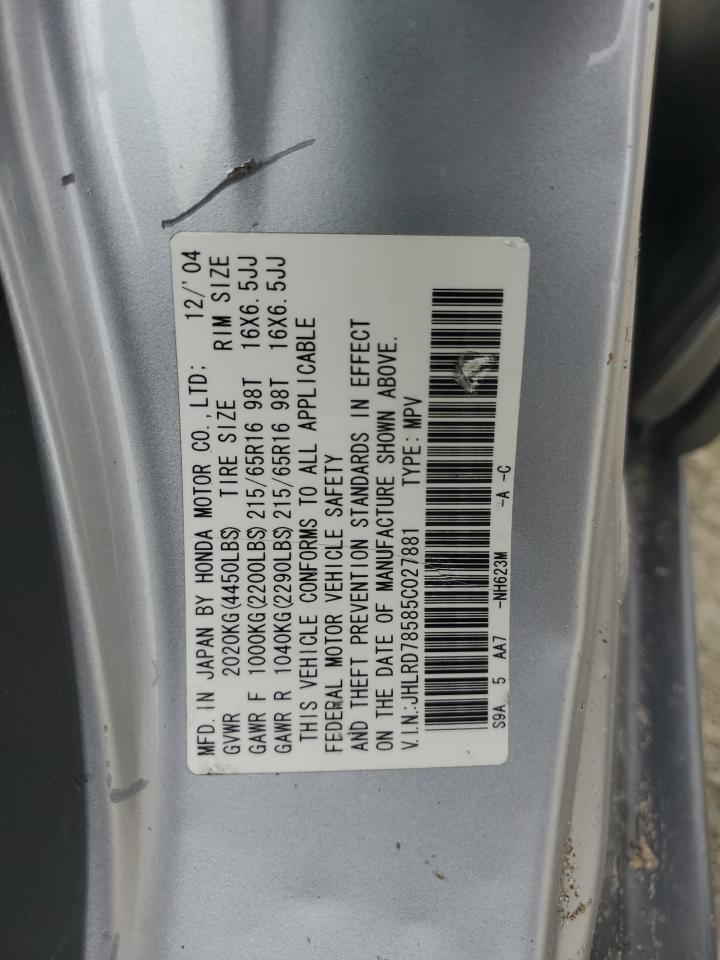 MFD. IN JAPAN BY HONDA MOTOR CO., LTD; 12/'04
GVWR 2020KG(4450LBS) TIRE SIZE RIM SIZE
GAWR F 1000KG(2200LBS) 215/65R16 98T 16X6.5JJ
GAWR R 1040KG(2290LBS) 215/65R16 98T 16X6.5JJ
THIS VEHICLE CONFORMS TO ALL APPLICABLE
FEDERAL MOTOR VEHICLE SAFETY
AND THEFT PREVENTION STANDARDS IN EFFECT
ON THE DATE OF MANUFACTURE SHOWN ABOVE.
V.I.N.:JHLRD78585C027881 TYPE: MPV
S9A 5 AA7 -NH623M -A -C